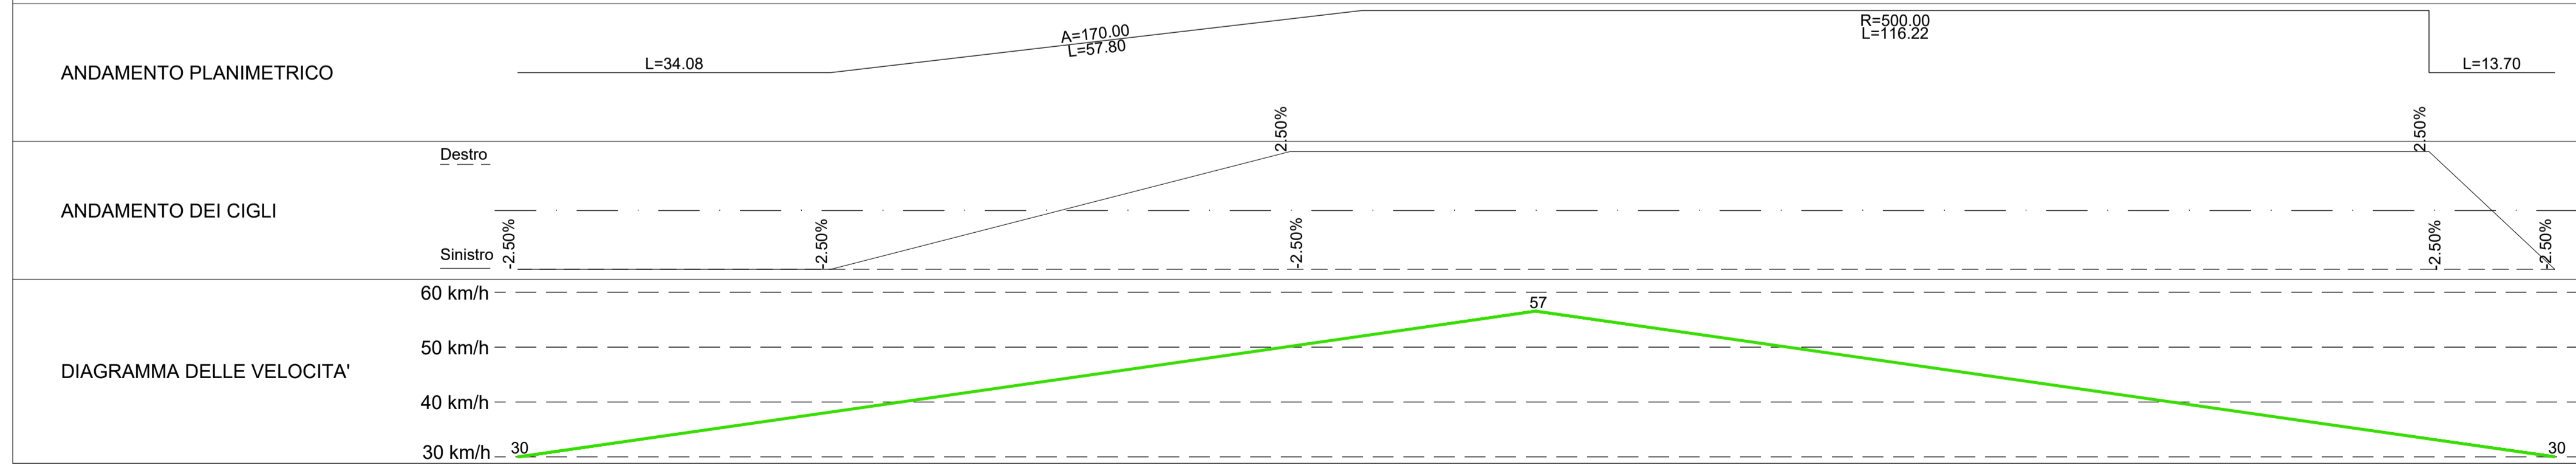 ANDAMENTO PLANIMETRICO
L=34.08
A=170.00
L=57.80
R=500.00
L=116.22
L=13.70
ANDAMENTO DEI CIGLI
Destro
Sinistro
-2.50%
-2.50%
2.50%
-2.50%
2.50%
-2.50%
-2.50%
DIAGRAMMA DELLE VELOCITA'
60 km/h
50 km/h
40 km/h
30 km/h
30
57
30